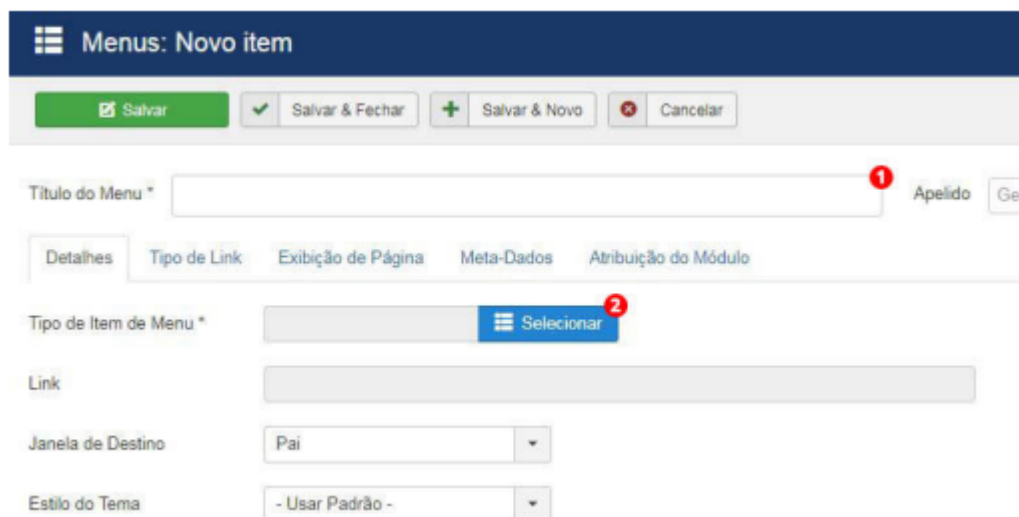 Menus: Novo item
Salvar Salvar & Fechar Salvar & Novo Cancelar
Título do Menu * 1 Apelido Ge
Detalhes Tipo de Link Exibição de Página Meta-Dados Atribuição do Módulo
Tipo de Item de Menu * Selecionar 2
Link
Janela de Destino Pai
Estilo do Tema - Usar Padrão -